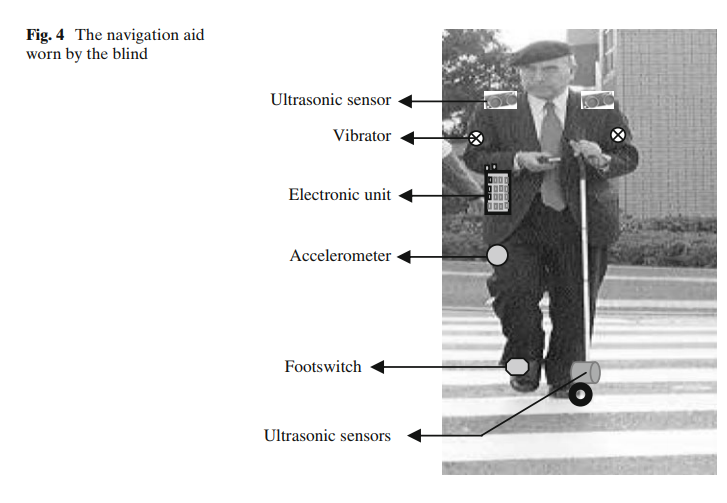 Fig. 4 The navigation aid
worn by the blind
Ultrasonic sensor
Vibrator
Electronic unit
Accelerometer
Footswitch
Ultrasonic sensors